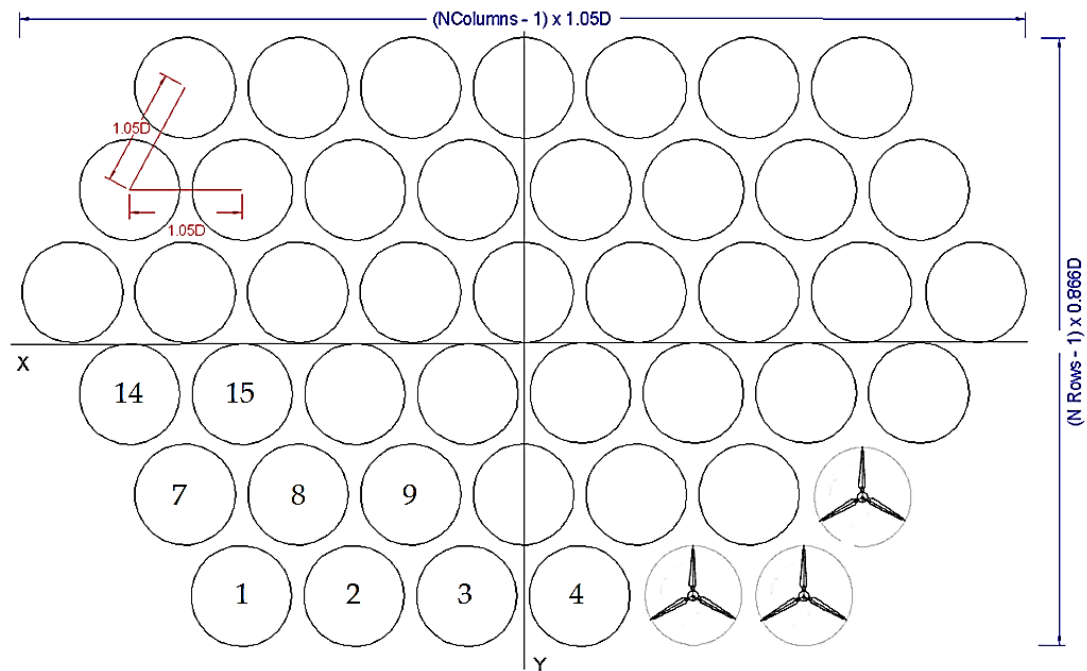 (NColumns - 1) x 1.05D
1.05D
1.05D
(N Rows - 1) x 0.866D
X
14 15
7 8 9
1 2 3 4
Y